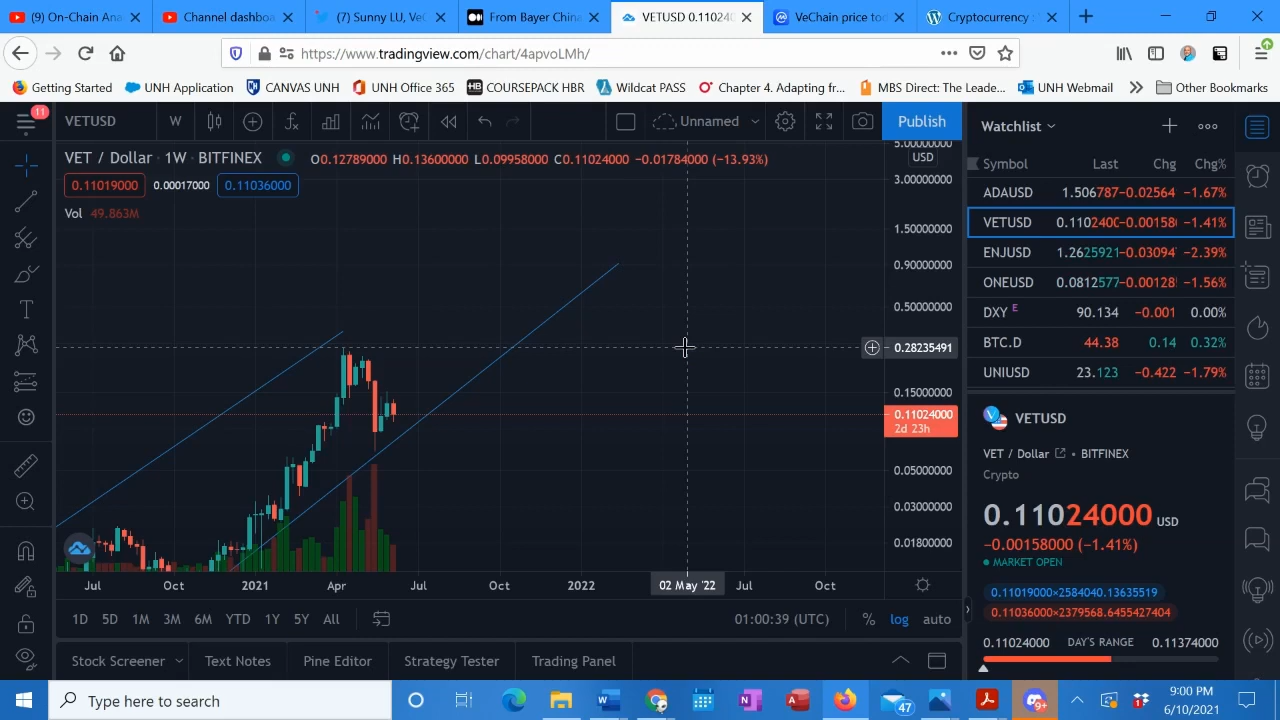 (9) On-Chain Ana
Channel dashboa
(7) Sunny LU, VeC
From Bayer China
VETUSD 0.11024
VeChain price tod
Cryptocurrency
https://www.tradingview.com/chart/4apvoLMh/
Getting Started
UNH Application
CANVAS UNH
UNH Office 365
COURSEPACK HBR
Wildcat PASS
Chapter 4. Adapting fr...
MBS Direct: The Leade...
UNH Webmail
Other Bookmarks
11
VETUSD
W
Unnamed
Publish
Watchlist
VET / Dollar · 1W · BITFINEX
O0.12789000 H0.13600000 L0.09958000 C0.11024000 −0.01784000 (−13.93%)
0.11019000 0.00017000 0.11036000
Vol 49.863M
USD
5.00000000
3.00000000
1.50000000
0.90000000
0.50000000
0.28235491
0.15000000
0.11024000
2d 23h
0.05000000
0.03000000
0.01800000
Jul Oct 2021 Apr Jul Oct 2022 02 May '22 Jul Oct
1D 5D 1M 3M 6M YTD 1Y 5Y All
01:00:39 (UTC) % log auto
Stock Screener Text Notes Pine Editor Strategy Tester Trading Panel
Symbol Last Chg Chg%
ADAUSD 1.506787 −0.02564 −1.67%
VETUSD 0.1102400 −0.00158 −1.41%
ENJUSD 1.2625921 −0.03094 −2.39%
ONEUSD 0.0812577 −0.00128 −1.56%
DXY E 90.134 −0.001 0.00%
BTC.D 44.38 0.14 0.32%
UNIUSD 23.123 −0.422 −1.79%
VETUSD
VET / Dollar • BITFINEX
Crypto
0.11024000 USD
−0.00158000 (−1.41%)
MARKET OPEN
0.11019000×2584040.13635519
0.11036000×2379568.6455427404
0.11024000 DAY'S RANGE 0.11374000
Type here to search
47
9+
9:00 PM
6/10/2021